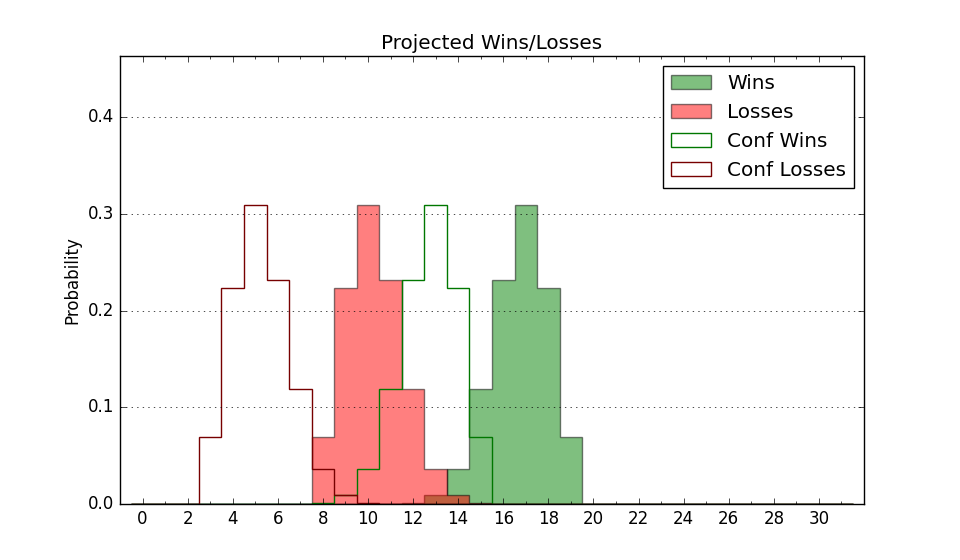 Projected Wins/Losses
Wins
Losses
Conf Wins
Conf Losses
Probability
0.4
0.3
0.2
0.1
0.0
0 2 4 6 8 10 12 14 16 18 20 22 24 26 28 30